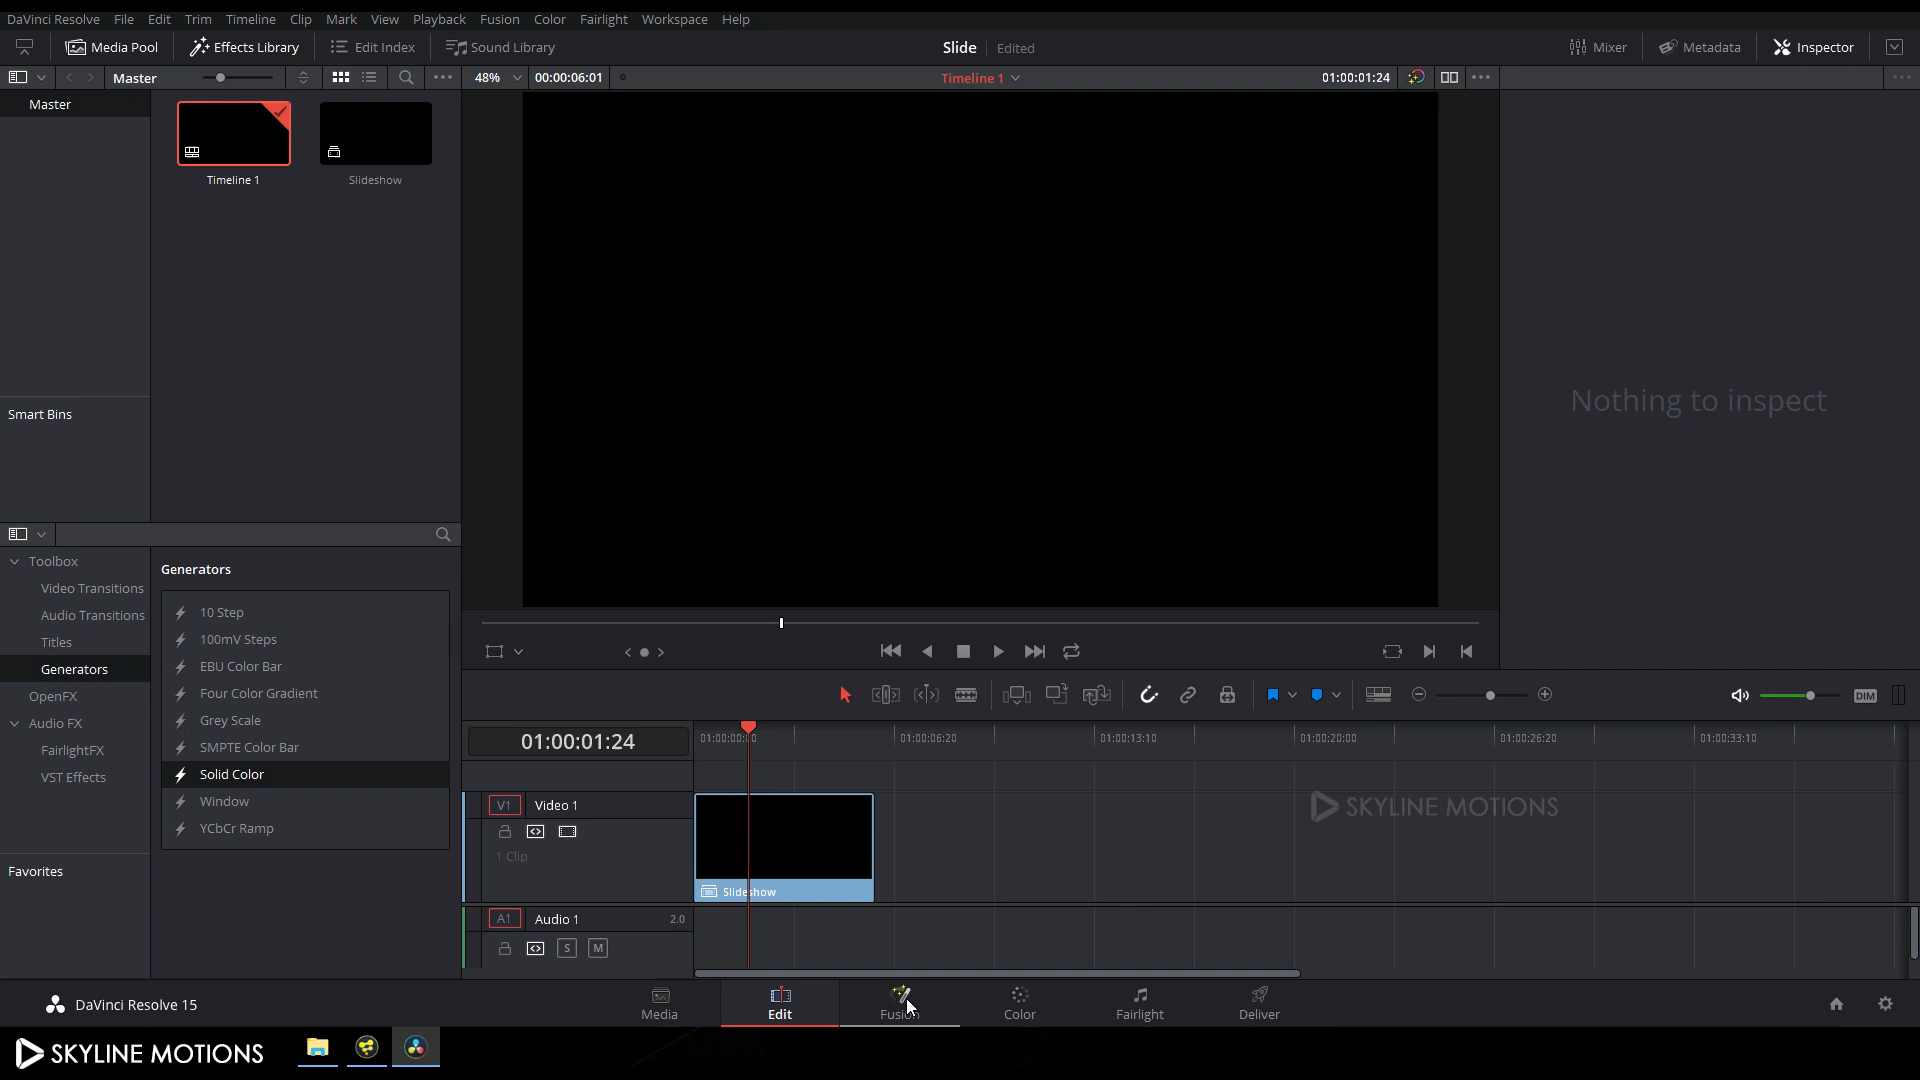 DaVinci Resolve File Edit Trim Timeline Clip Mark View Playback Fusion Color Fairlight Workspace Help
Media Pool Effects Library Edit Index Sound Library Slide Edited Mixer Metadata Inspector
Master 48% 00:00:06:01 Timeline 1 01:00:01:24
Master
Timeline 1 Slideshow
Nothing to inspect
Smart Bins
Toolbox
Video Transitions
Audio Transitions
Titles
Generators
OpenFX
Audio FX
FairlightFX
VST Effects
Favorites
Generators
10 Step
100mV Steps
EBU Color Bar
Four Color Gradient
Grey Scale
SMPTE Color Bar
Solid Color
Window
YCbCr Ramp
DIM
01:00:01:24 01:00:06:20 01:00:13:10 01:00:20:00 01:00:26:20 01:00:33:10
V1 Video 1
1 Clip
Slideshow
SKYLINE MOTIONS
A1 Audio 1 2.0
S M
DaVinci Resolve 15
Media Edit Fusion Color Fairlight Deliver
SKYLINE MOTIONS